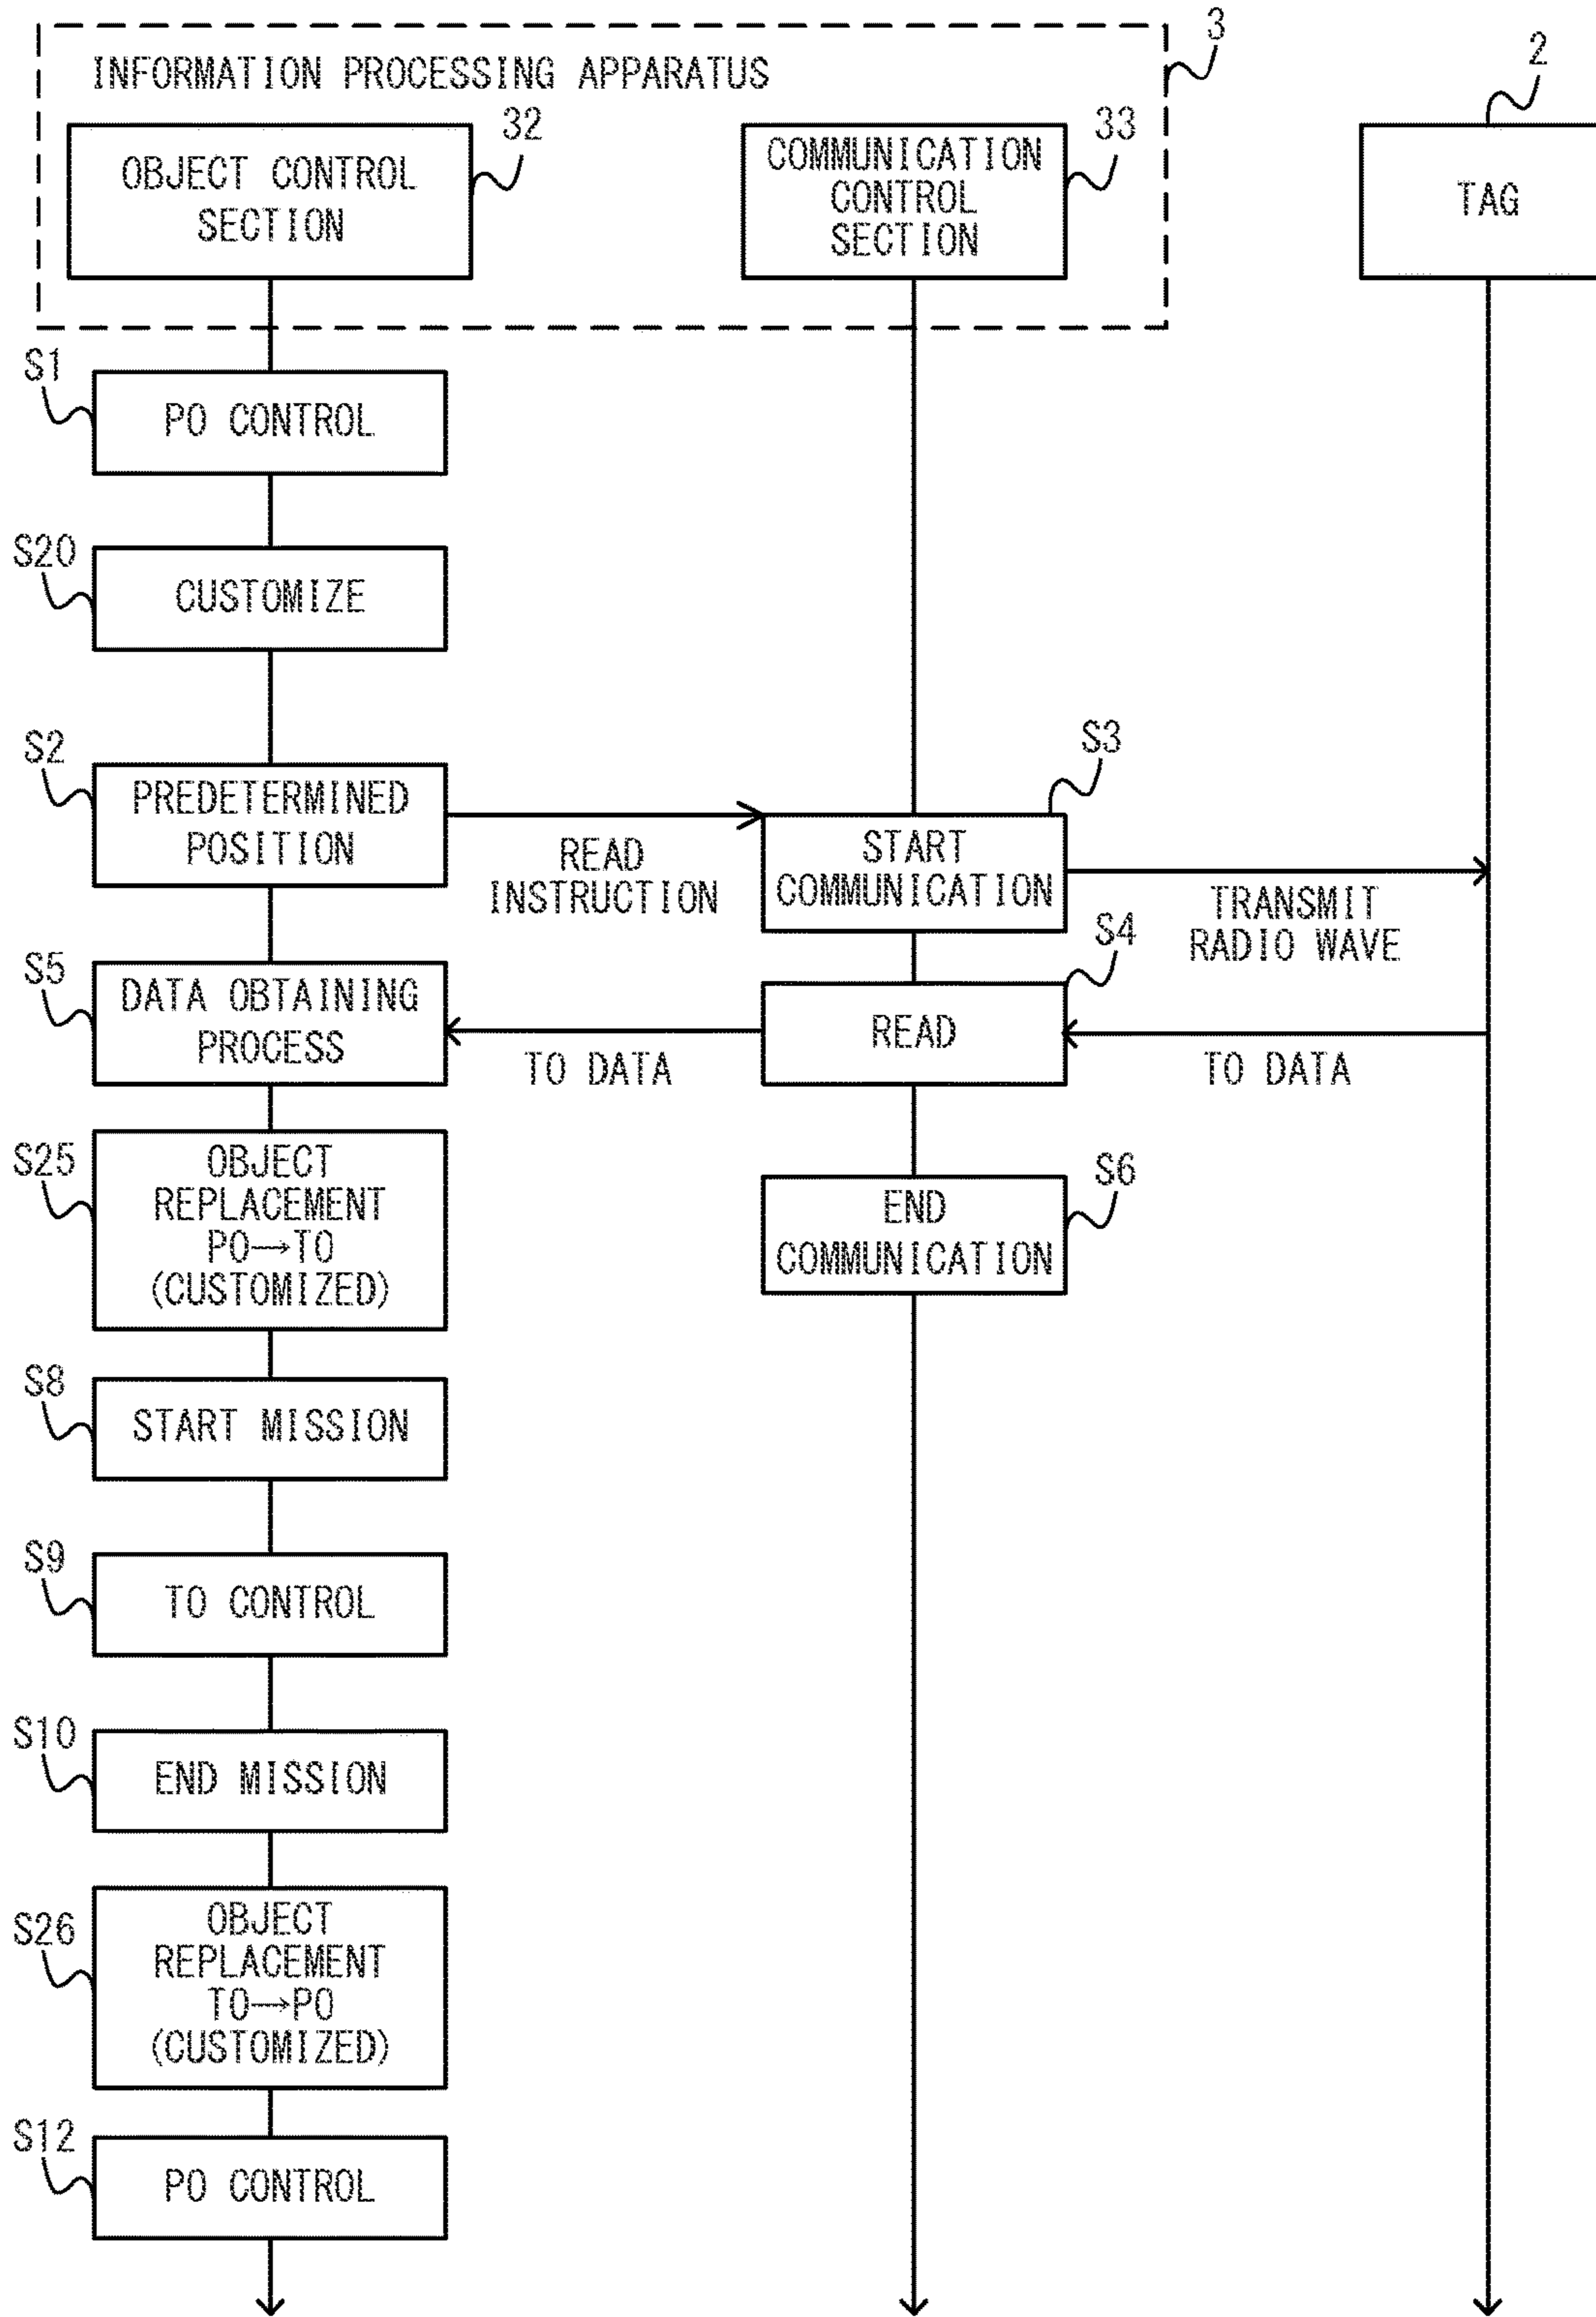 3
INFORMATION PROCESSING APPARATUS
2
32
33
OBJECT CONTROL
SECTION
COMMUNICATION
CONTROL
SECTION
TAG
S1
PO CONTROL
S20
CUSTOMIZE
S2
PREDETERMINED
POSITION
READ
INSTRUCTION
S3
START
COMMUNICATION
TRANSMIT
RADIO WAVE
S5
DATA OBTAINING
PROCESS
TO DATA
S4
READ
TO DATA
S25
OBJECT
REPLACEMENT
PO→TO
(CUSTOMIZED)
S6
END
COMMUNICATION
S8
START MISSION
S9
TO CONTROL
S10
END MISSION
S26
OBJECT
REPLACEMENT
TO→PO
(CUSTOMIZED)
S12
PO CONTROL